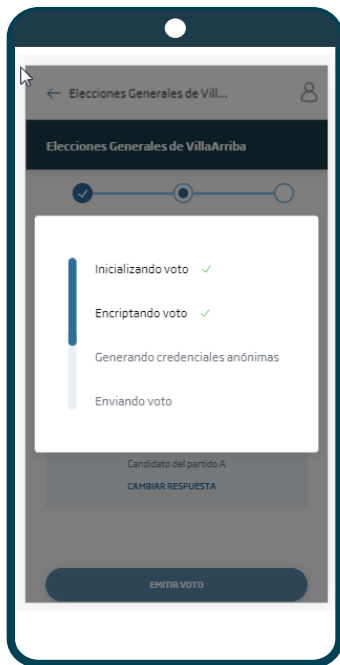 Elecciones Generales de Vill...
Elecciones Generales de VillaArriba
Inicializando voto
Encriptando voto
Generando credenciales anónimas
Enviando voto
Candidato del partido A
CAMBIAR RESPUESTA
EMITIR VOTO